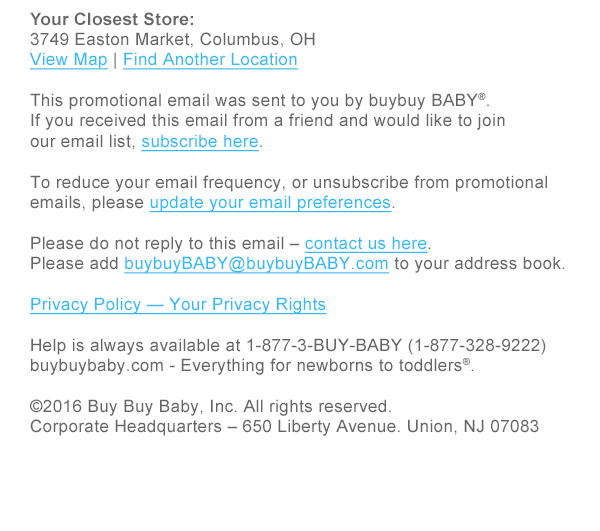 Your Closest Store:
3749 Easton Market, Columbus, OH
View Map | Find Another Location
This promotional email was sent to you by buybuy BABY®.
If you received this email from a friend and would like to join
our email list, subscribe here.
To reduce your email frequency, or unsubscribe from promotional
emails, please update your email preferences.
Please do not reply to this email – contact us here.
Please add buybuyBABY@buybuyBABY.com to your address book.
Privacy Policy — Your Privacy Rights
Help is always available at 1-877-3-BUY-BABY (1-877-328-9222)
buybuybaby.com - Everything for newborns to toddlers®.
©2016 Buy Buy Baby, Inc. All rights reserved.
Corporate Headquarters – 650 Liberty Avenue. Union, NJ 07083